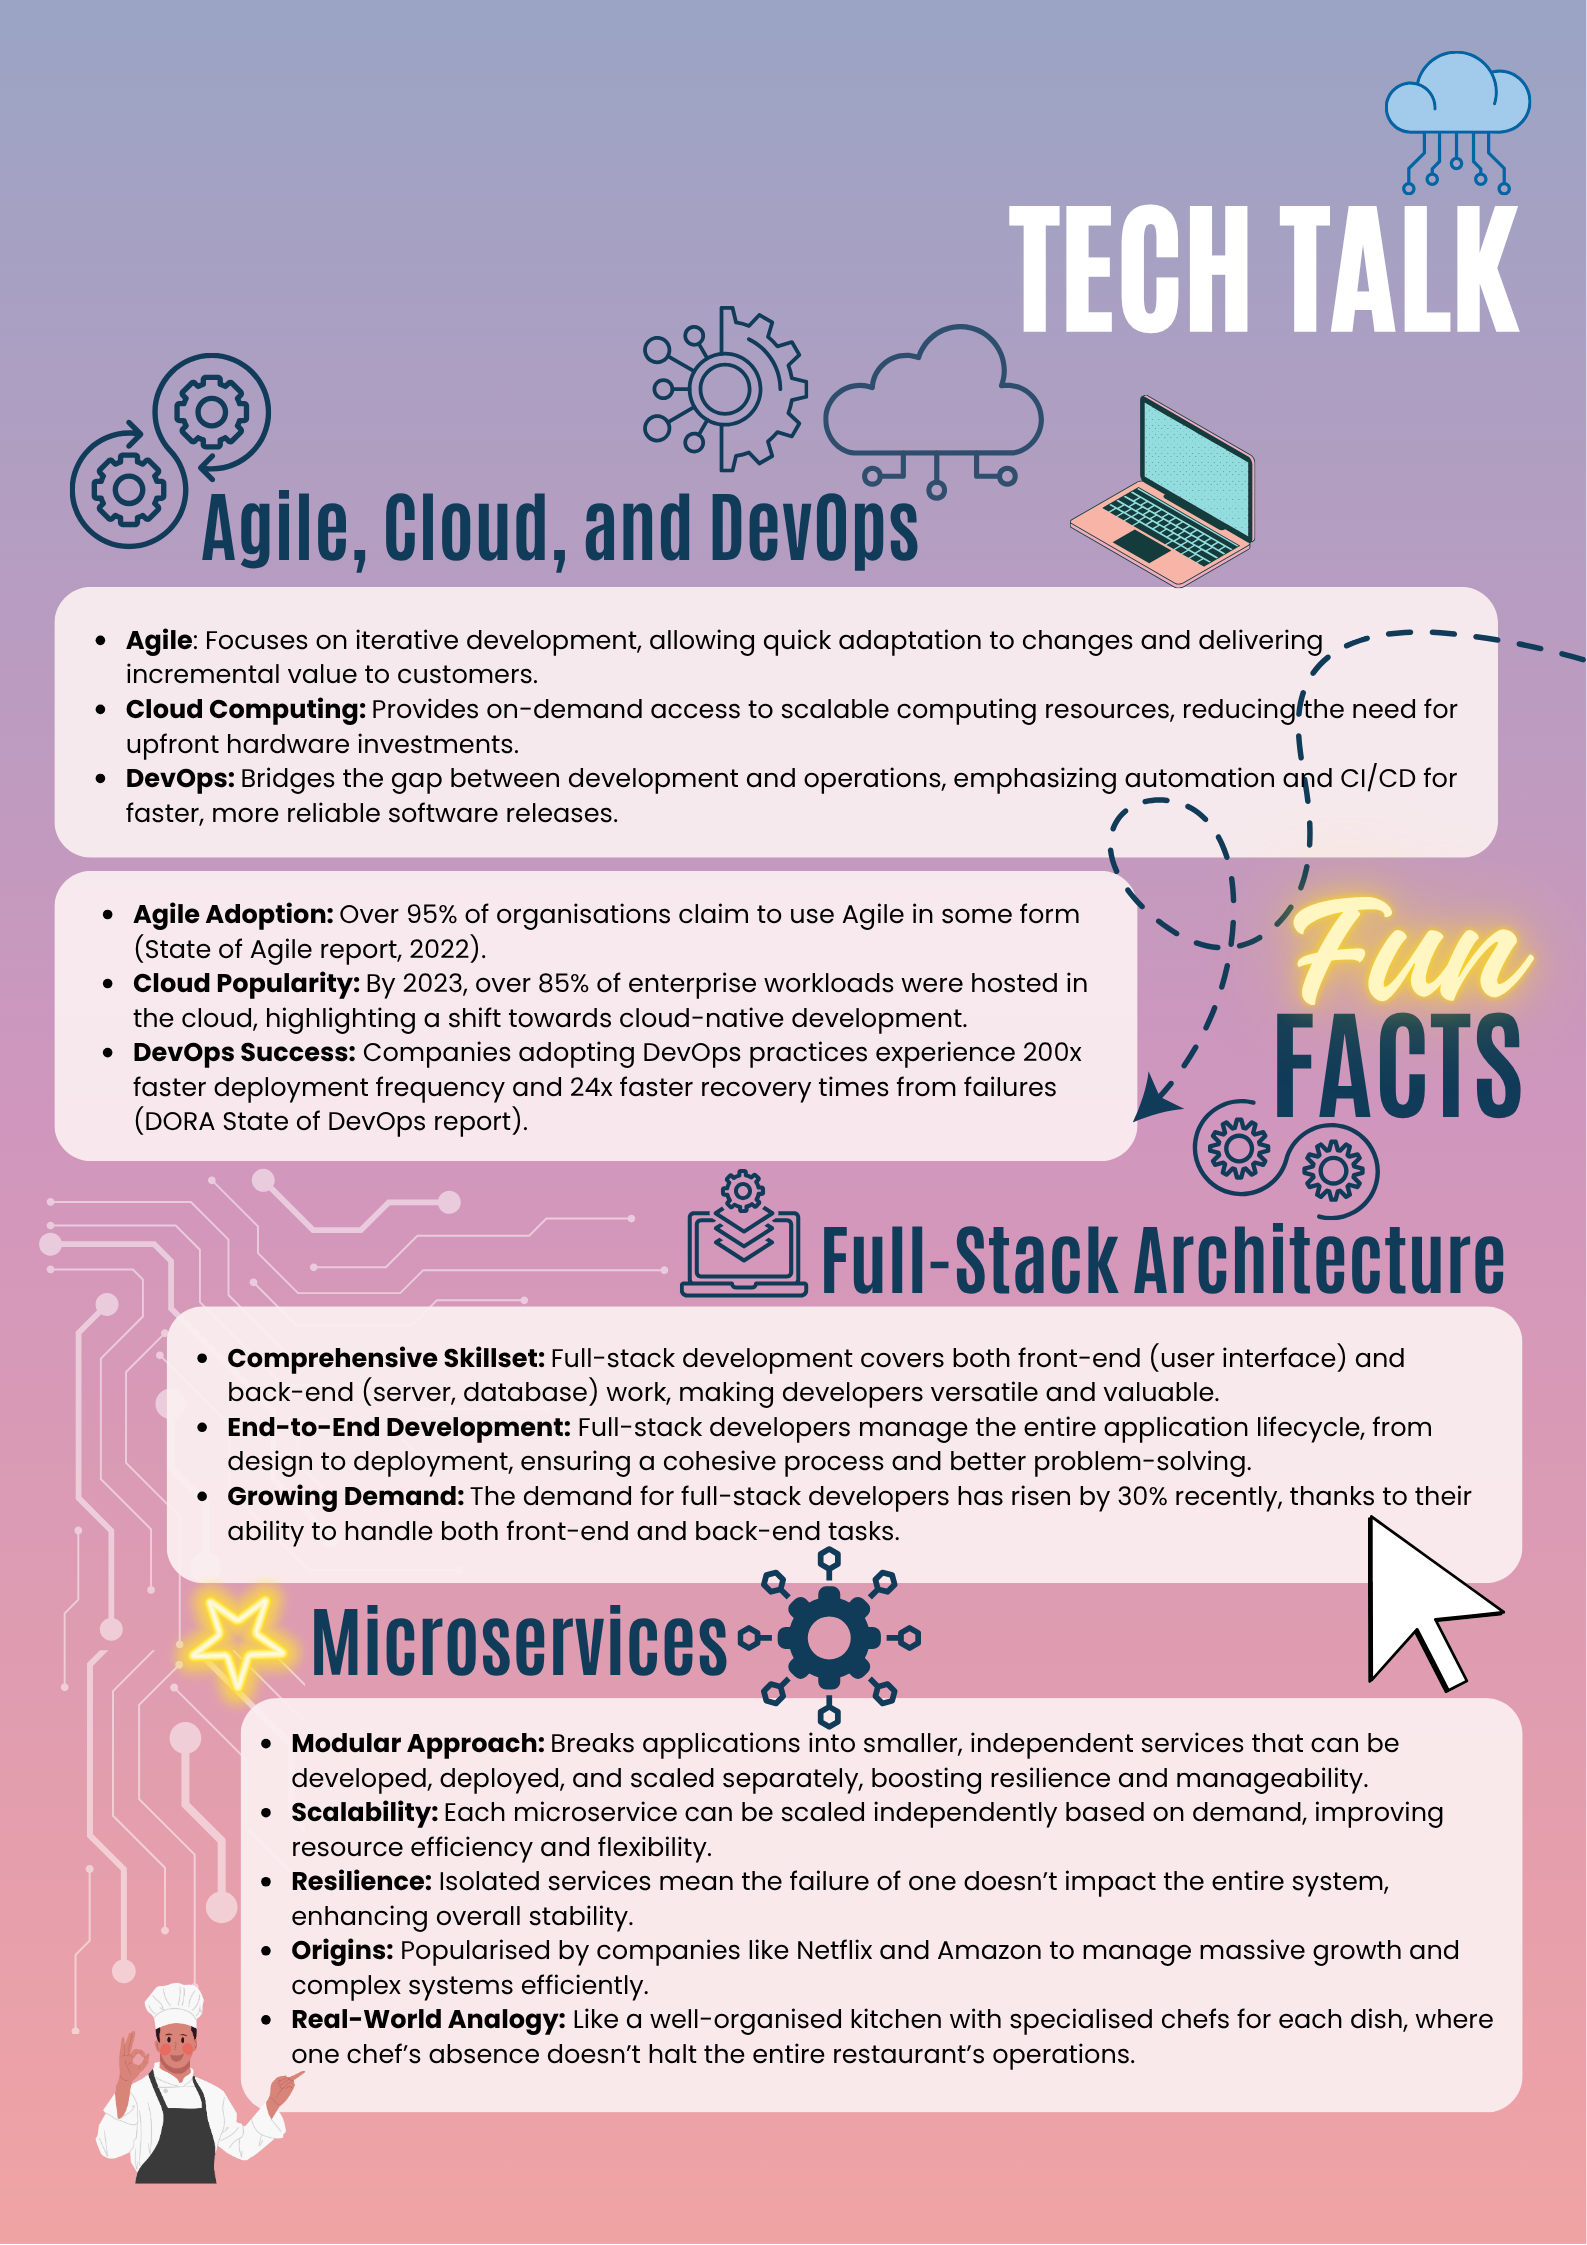 TECH TALK
Agile, Cloud, and DevOps
• Agile: Focuses on iterative development, allowing quick adaptation to changes and delivering
incremental value to customers.
• Cloud Computing: Provides on-demand access to scalable computing resources, reducing the need for
upfront hardware investments.
• DevOps: Bridges the gap between development and operations, emphasizing automation and CI/CD for
faster, more reliable software releases.
Fun
FACTS
• Agile Adoption: Over 95% of organisations claim to use Agile in some form
(State of Agile report, 2022).
• Cloud Popularity: By 2023, over 85% of enterprise workloads were hosted in
the cloud, highlighting a shift towards cloud-native development.
• DevOps Success: Companies adopting DevOps practices experience 200x
faster deployment frequency and 24x faster recovery times from failures
(DORA State of DevOps report).
Full-Stack Architecture
• Comprehensive Skillset: Full-stack development covers both front-end (user interface) and
back-end (server, database) work, making developers versatile and valuable.
• End-to-End Development: Full-stack developers manage the entire application lifecycle, from
design to deployment, ensuring a cohesive process and better problem-solving.
• Growing Demand: The demand for full-stack developers has risen by 30% recently, thanks to their
ability to handle both front-end and back-end tasks.
Microservices
• Modular Approach: Breaks applications into smaller, independent services that can be
developed, deployed, and scaled separately, boosting resilience and manageability.
• Scalability: Each microservice can be scaled independently based on demand, improving
resource efficiency and flexibility.
• Resilience: Isolated services mean the failure of one doesn’t impact the entire system,
enhancing overall stability.
• Origins: Popularised by companies like Netflix and Amazon to manage massive growth and
complex systems efficiently.
• Real-World Analogy: Like a well-organised kitchen with specialised chefs for each dish, where
one chef’s absence doesn’t halt the entire restaurant’s operations.